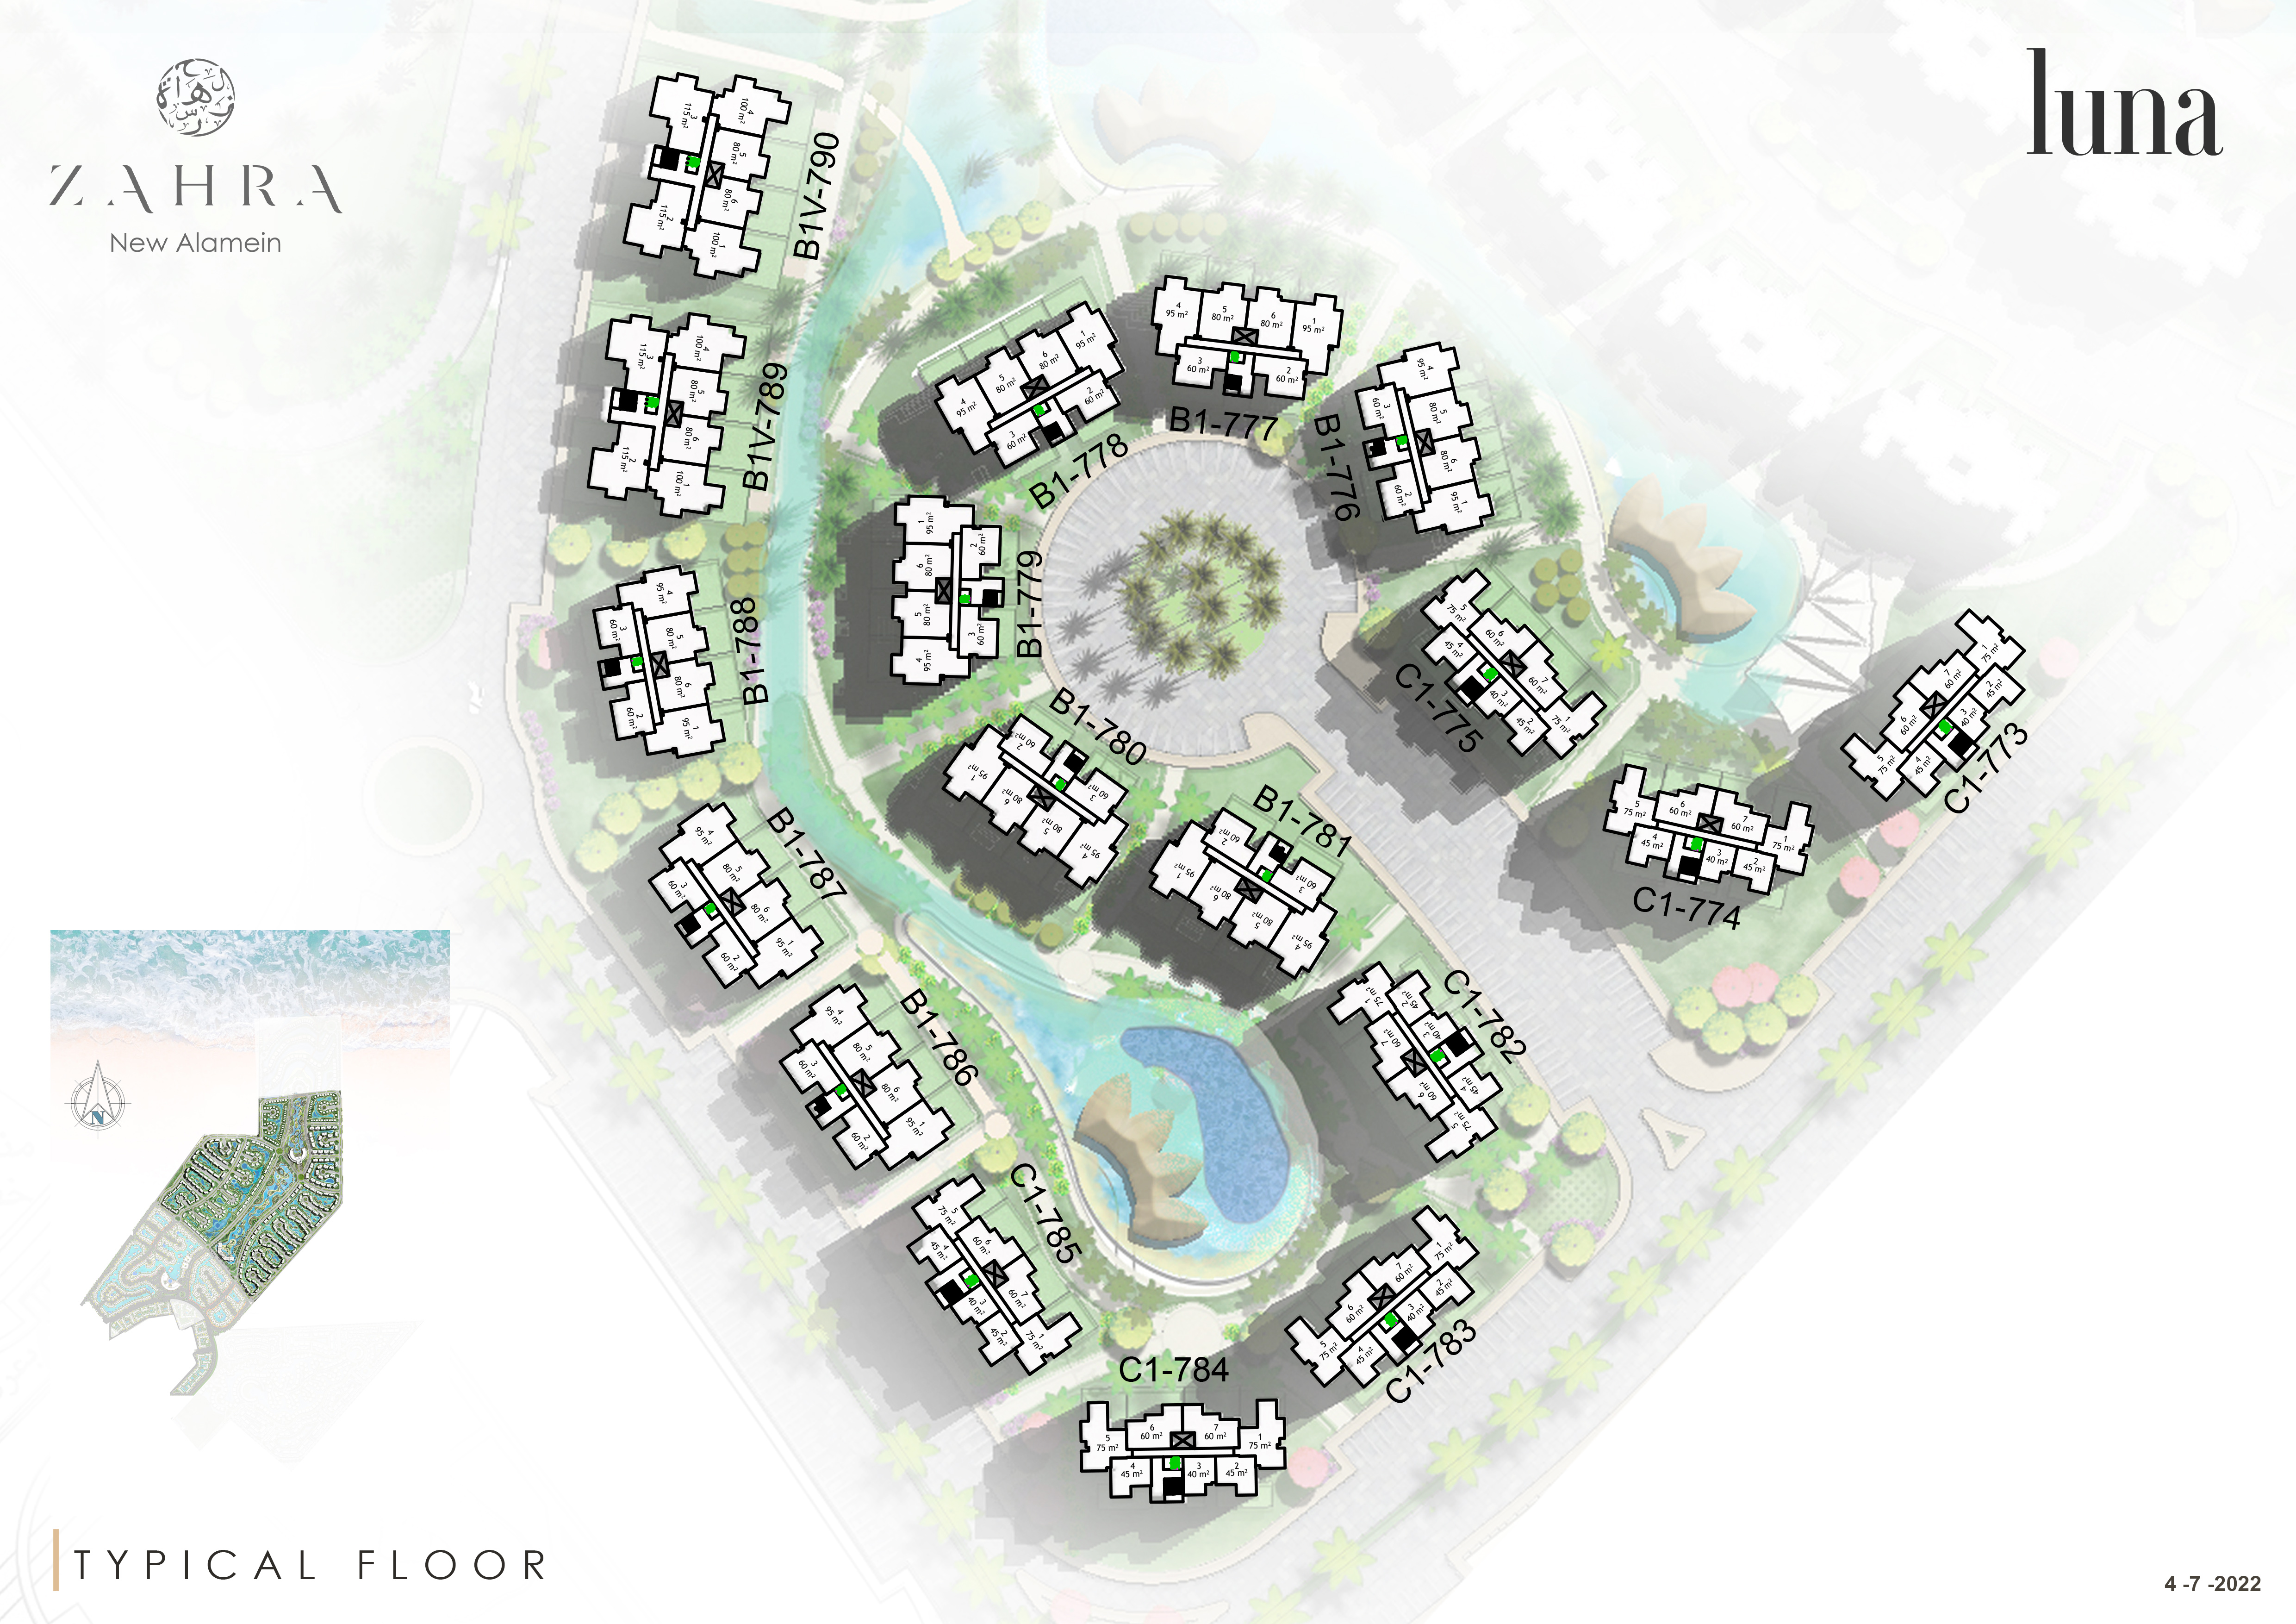 ZAHRA
New Alamein
luna
B1V-790
3
115 m²
4
100 m²
5
80 m²
6
80 m²
2
115 m²
1
100 m²
B1V-789
3
115 m²
4
100 m²
5
80 m²
6
80 m²
2
115 m²
1
100 m²
B1-788
4
95 m²
3
60 m²
5
80 m²
6
80 m²
2
60 m²
1
95 m²
B1-787
4
95 m²
5
80 m²
3
60 m²
6
80 m²
2
60 m²
1
95 m²
B1-786
4
95 m²
5
80 m²
3
60 m²
6
80 m²
2
60 m²
1
95 m²
C1-785
5
75 m²
4
45 m²
6
60 m²
7
60 m²
3
40 m²
2
45 m²
1
75 m²
C1-784
5
75 m²
6
60 m²
7
60 m²
1
75 m²
4
45 m²
3
40 m²
2
45 m²
C1-783
1
75 m²
7
60 m²
2
45 m²
6
60 m²
3
40 m²
5
75 m²
4
45 m²
C1-782
1
75 m²
2
45 m²
3
40 m²
7
60 m²
6
60 m²
4
45 m²
5
75 m²
B1-781
2
60 m²
1
95 m²
3
60 m²
6
80 m²
5
80 m²
4
95 m²
B1-780
2
60 m²
1
95 m²
3
60 m²
6
80 m²
5
80 m²
4
95 m²
B1-779
1
95 m²
2
60 m²
6
80 m²
5
80 m²
3
60 m²
4
95 m²
B1-778
1
95 m²
6
80 m²
5
80 m²
2
60 m²
4
95 m²
3
60 m²
B1-777
4
95 m²
5
80 m²
6
80 m²
1
95 m²
3
60 m²
2
60 m²
B1-776
4
95 m²
3
60 m²
5
80 m²
6
80 m²
2
60 m²
1
95 m²
C1-775
5
75 m²
6
60 m²
4
45 m²
7
60 m²
3
40 m²
2
45 m²
1
75 m²
C1-774
5
75 m²
6
60 m²
7
60 m²
1
75 m²
4
45 m²
3
40 m²
2
45 m²
C1-773
1
75 m²
7
60 m²
2
45 m²
6
60 m²
3
40 m²
5
75 m²
4
45 m²
N
TYPICAL FLOOR
4 -7 -2022